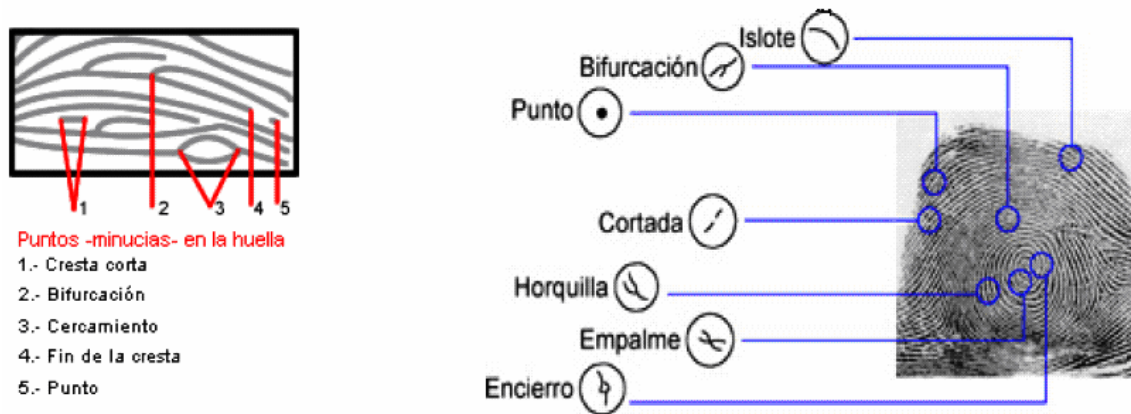 1 2 3 4 5
Puntos -minucias- en la huella
1.- Cresta corta
2.- Bifurcación
3.- Cercamiento
4.- Fin de la cresta
5.- Punto
Islote
Bifurcación
Punto
Cortada
Horquilla
Empalme
Encierro